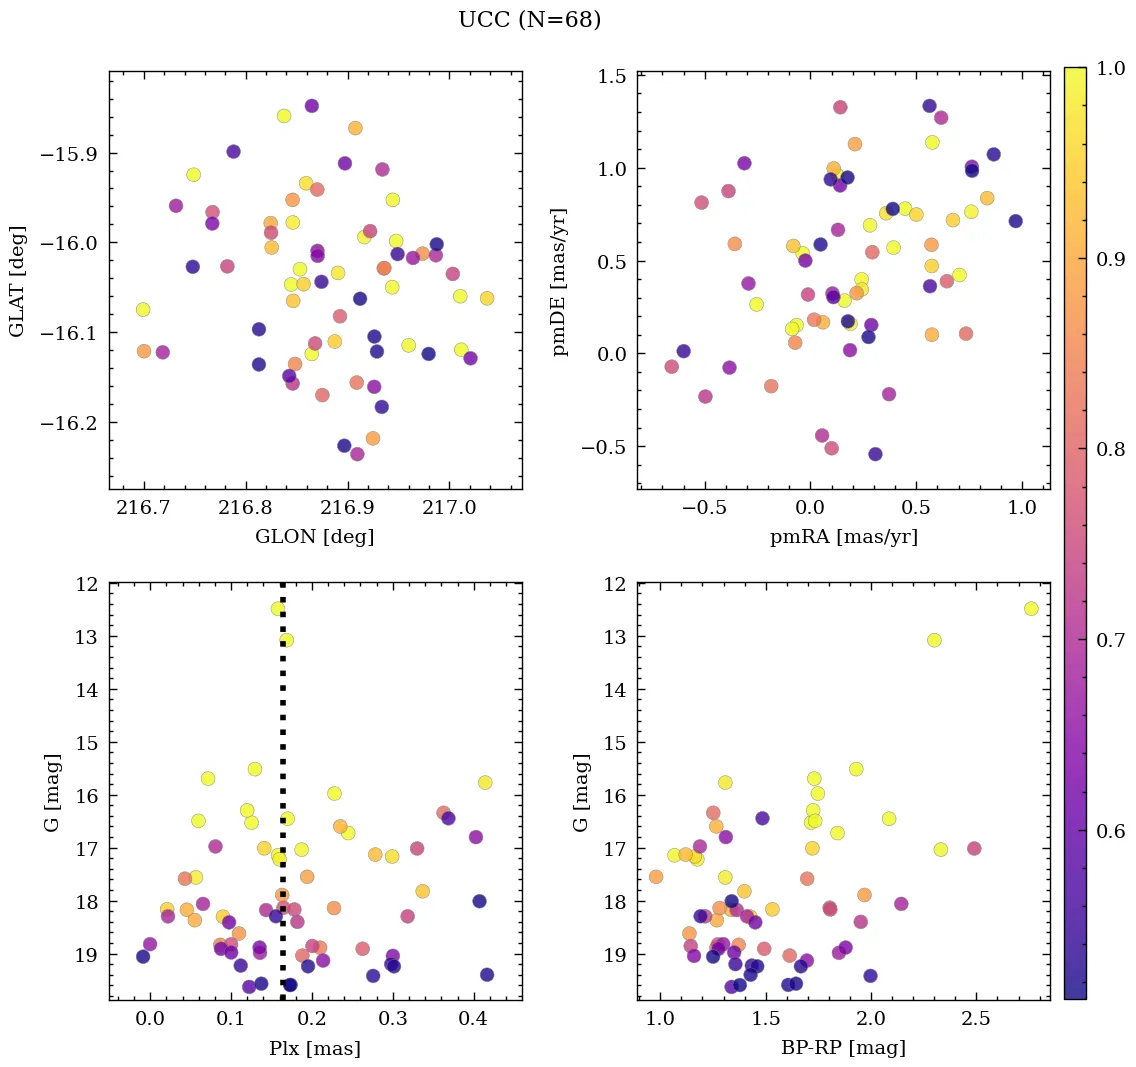 UCC (N=68)
−15.9
−16.0
−16.1
−16.2
GLAT [deg]
216.7 216.8 216.9 217.0
GLON [deg]
1.5
1.0
0.5
0.0
−0.5
pmDE [mas/yr]
−0.5 0.0 0.5 1.0
pmRA [mas/yr]
12
13
14
15
16
17
18
19
G [mag]
0.0 0.1 0.2 0.3 0.4
Plx [mas]
12
13
14
15
16
17
18
19
G [mag]
1.0 1.5 2.0 2.5
BP-RP [mag]
1.0
0.9
0.8
0.7
0.6